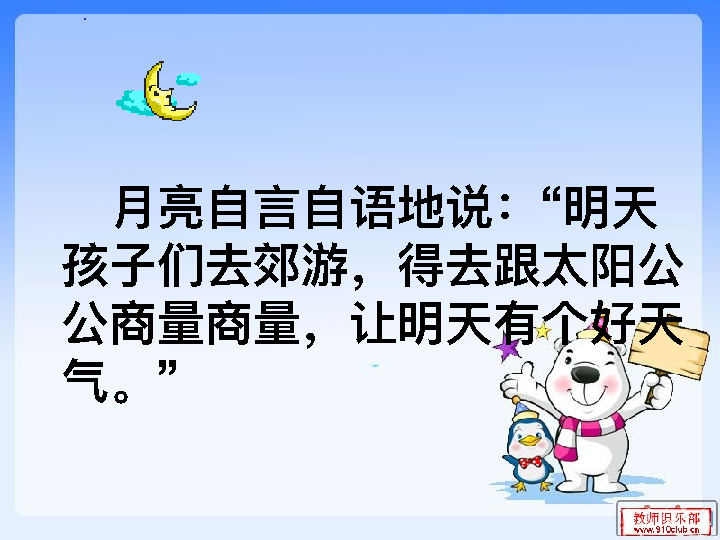 月亮自言自语地说：“明天
孩子们去郊游，得去跟太阳公
公商量商量，让明天有个好天
气。”
教师俱乐部
www.910club.cn